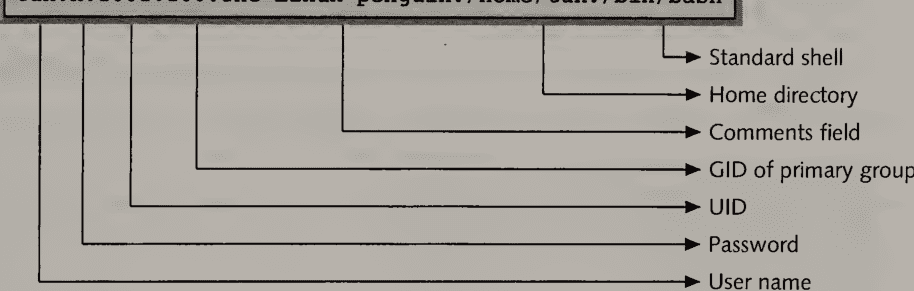 Standard shell
Home directory
Comments field
GID of primary group
UID
Password
User name